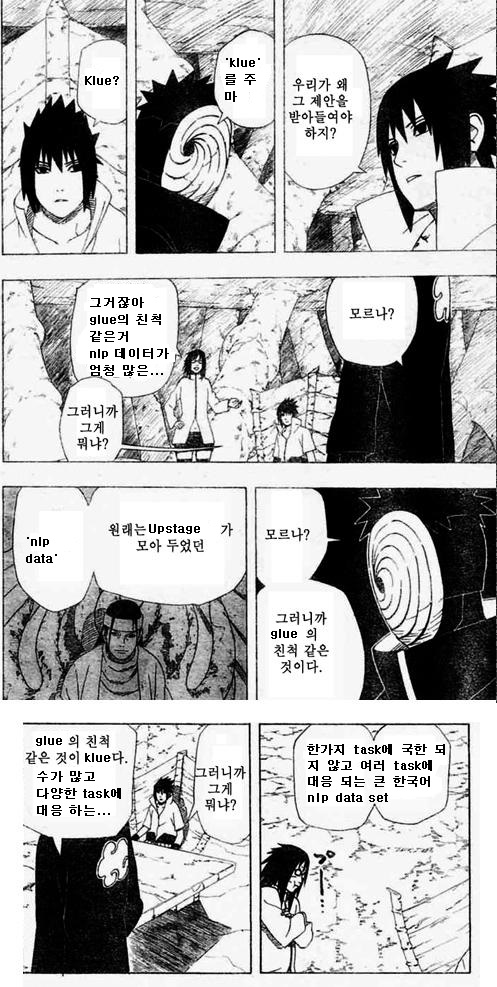 우리가 왜
그 제안을
받아들여야
하지?
'klue'
를 주
마
Klue?
모르나?
그거잖아
glue의 친척
같은거
nlp 데이터가
엄청 많은...
그러니까
그게
뭐냐?
모르나?
그러니까
glue 의
친척 같은
것이다.
원래는Upstage 가
모아 두었던
'nlp
data'
한가지 task에 국한 되
지 않고 여러 task에
대응 되는 큰 한국어
nlp data set
그러니까
그게
뭐냐?
glue 의 친척
같은 것이 klue다.
수가 많고
다양한 task에
대응 하는...